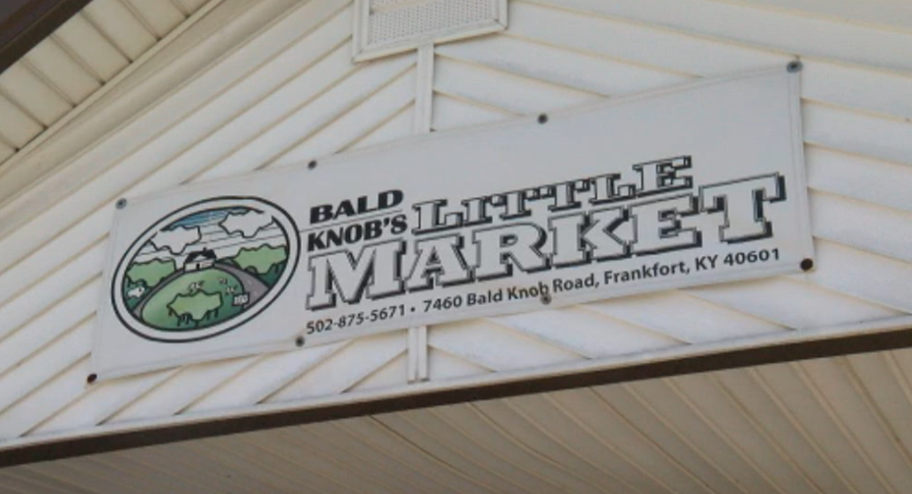 BALD
KNOB'S LITTLE
MARKET
502-875-5671 • 7460 Bald Knob Road, Frankfort, KY 40601